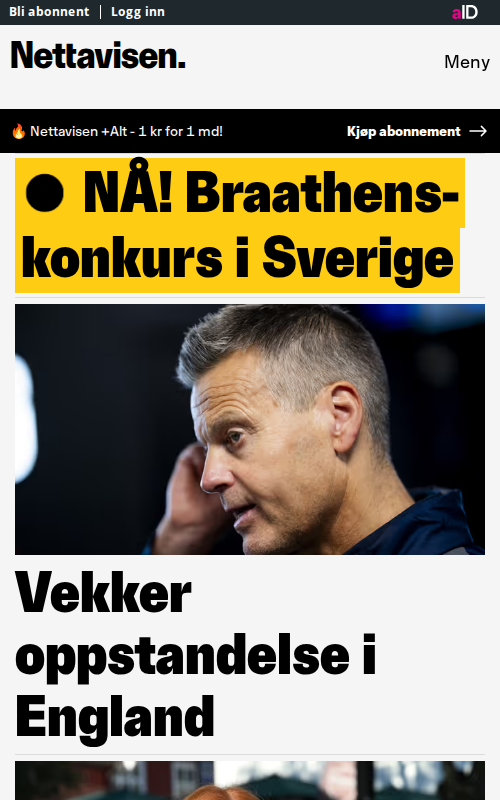 Bli abonnent | Logg inn
aID
Nettavisen.
Meny
🔥 Nettavisen +Alt - 1 kr for 1 md!
Kjøp abonnement →
● NÅ! Braathens-
konkurs i Sverige
Vekker
oppstandelse i
England